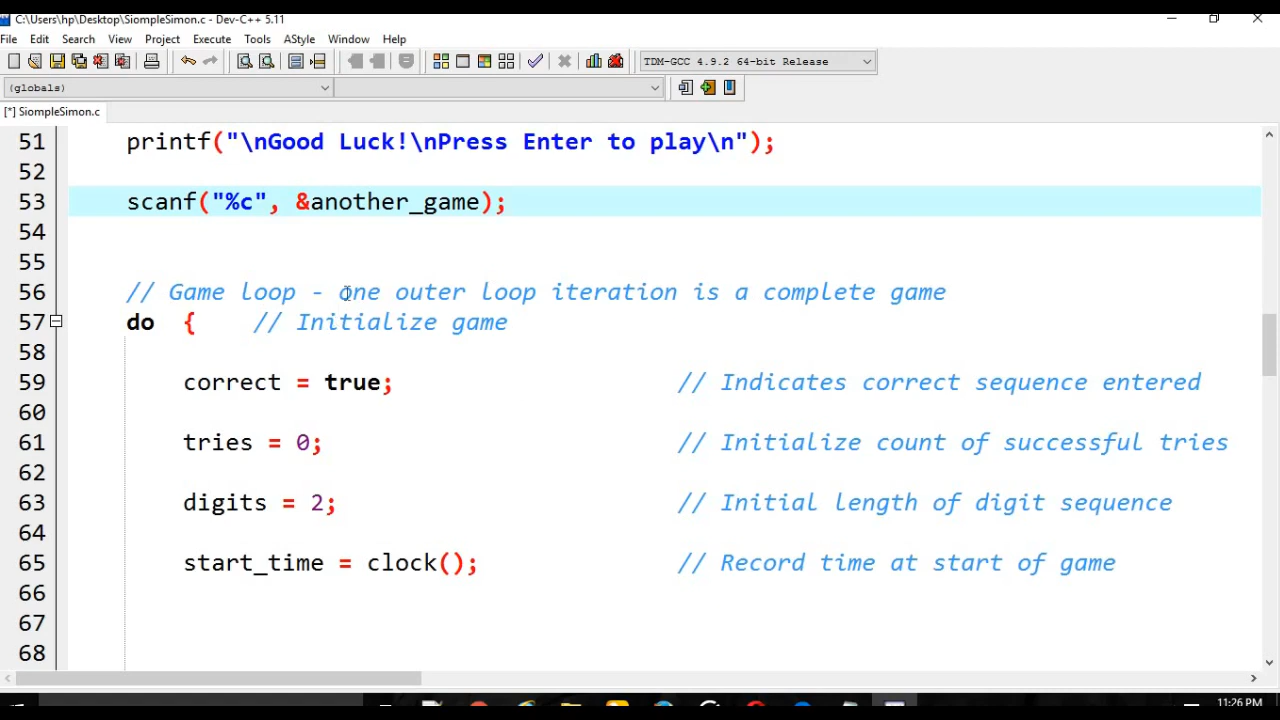 C:\Users\hp\Desktop\SiompleSimon.c - Dev-C++ 5.11
File Edit Search View Project Execute Tools AStyle Window Help
TDM-GCC 4.9.2 64-bit Release
(globals)
[*] SiompleSimon.c
51 printf("\nGood Luck!\nPress Enter to play\n");
52
53 scanf("%c", &another_game);
54
55
56 // Game loop - one outer loop iteration is a complete game
57 do { // Initialize game
58
59 correct = true; // Indicates correct sequence entered
60
61 tries = 0; // Initialize count of successful tries
62
63 digits = 2; // Initial length of digit sequence
64
65 start_time = clock(); // Record time at start of game
66
67
68
11:26 PM